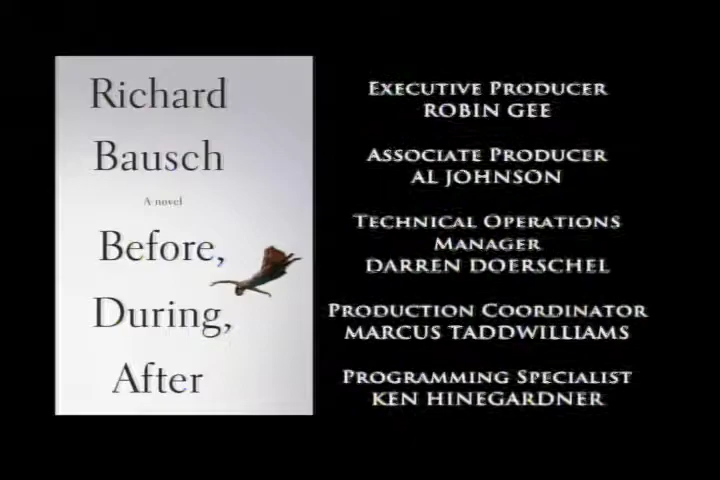 Richard
Bausch
A novel
Before,
During,
After
EXECUTIVE PRODUCER
ROBIN GEE
ASSOCIATE PRODUCER
AL JOHNSON
TECHNICAL OPERATIONS
MANAGER
DARREN DOERSCHEL
PRODUCTION COORDINATOR
MARCUS TADDWILLIAMS
PROGRAMMING SPECIALIST
KEN HINEGARDNER